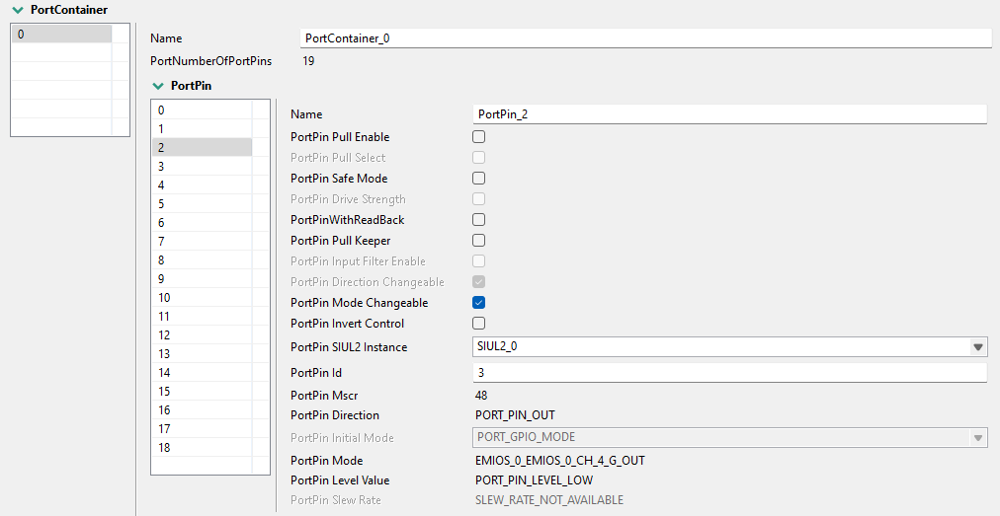 PortContainer
0
Name PortContainer_0
PortNumberOfPortPins 19
PortPin
0
1
2
3
4
5
6
7
8
9
10
11
12
13
14
15
16
17
18
Name PortPin_2
PortPin Pull Enable
PortPin Pull Select
PortPin Safe Mode
PortPin Drive Strength
PortPinWithReadBack
PortPin Pull Keeper
PortPin Input Filter Enable
PortPin Direction Changeable
PortPin Mode Changeable
PortPin Invert Control
PortPin SIUL2 Instance SIUL2_0
PortPin Id 3
PortPin Mscr 48
PortPin Direction PORT_PIN_OUT
PortPin Initial Mode PORT_GPIO_MODE
PortPin Mode EMIOS_0_EMIOS_0_CH_4_G_OUT
PortPin Level Value PORT_PIN_LEVEL_LOW
PortPin Slew Rate SLEW_RATE_NOT_AVAILABLE